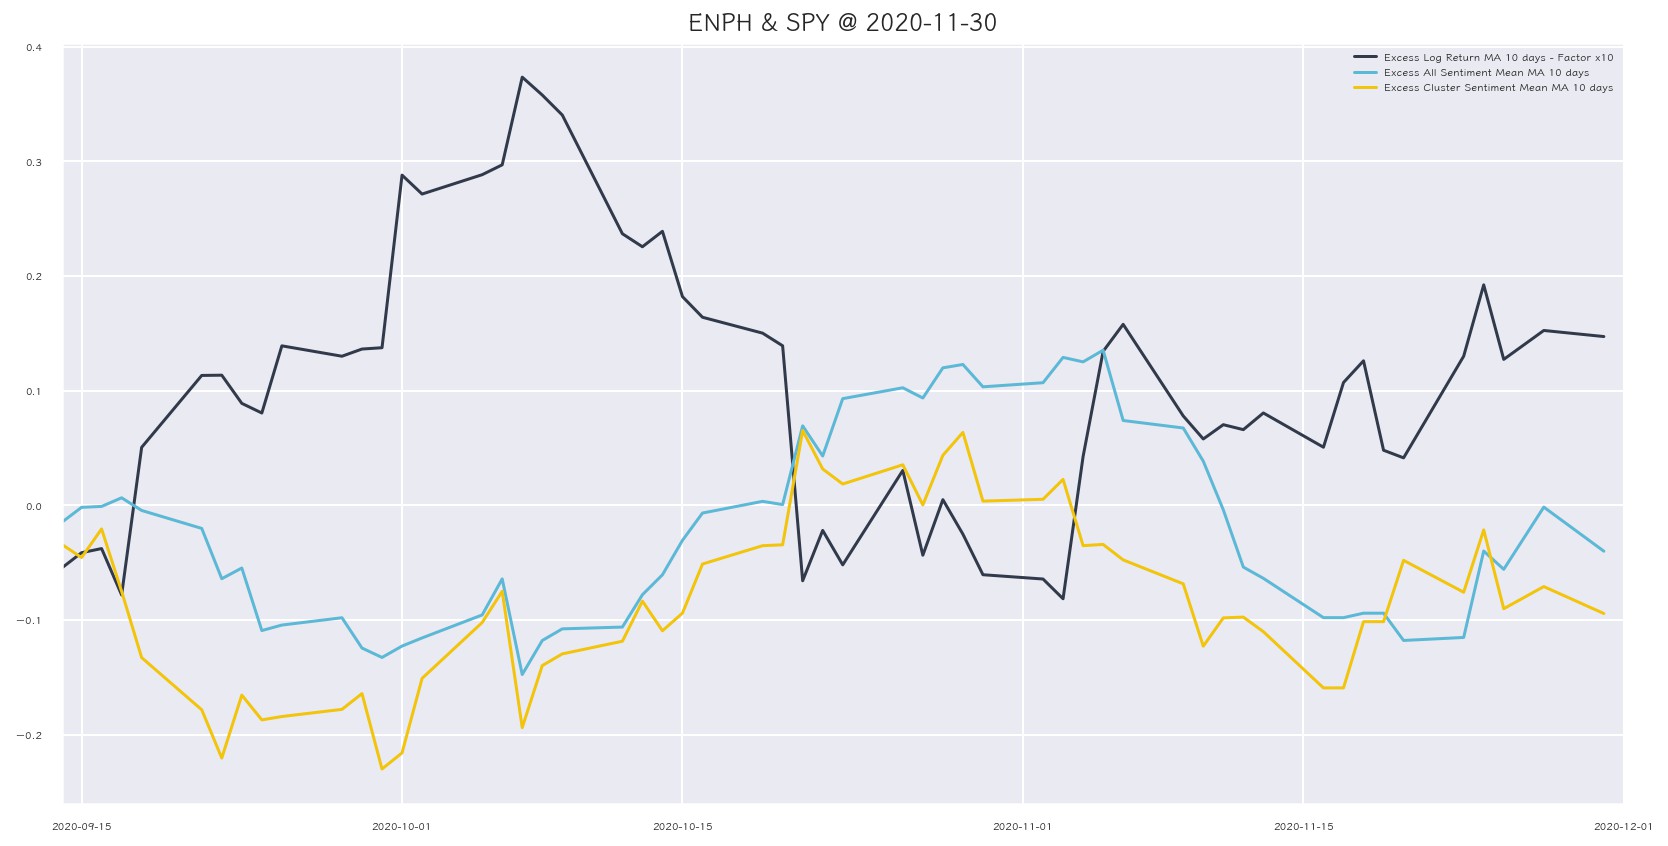 ENPH & SPY @ 2020-11-30
Excess Log Return MA 10 days - Factor x10
Excess All Sentiment Mean MA 10 days
Excess Cluster Sentiment Mean MA 10 days
0.4
0.3
0.2
0.1
0.0
−0.1
−0.2
2020-09-15 2020-10-01 2020-10-15 2020-11-01 2020-11-15 2020-12-01